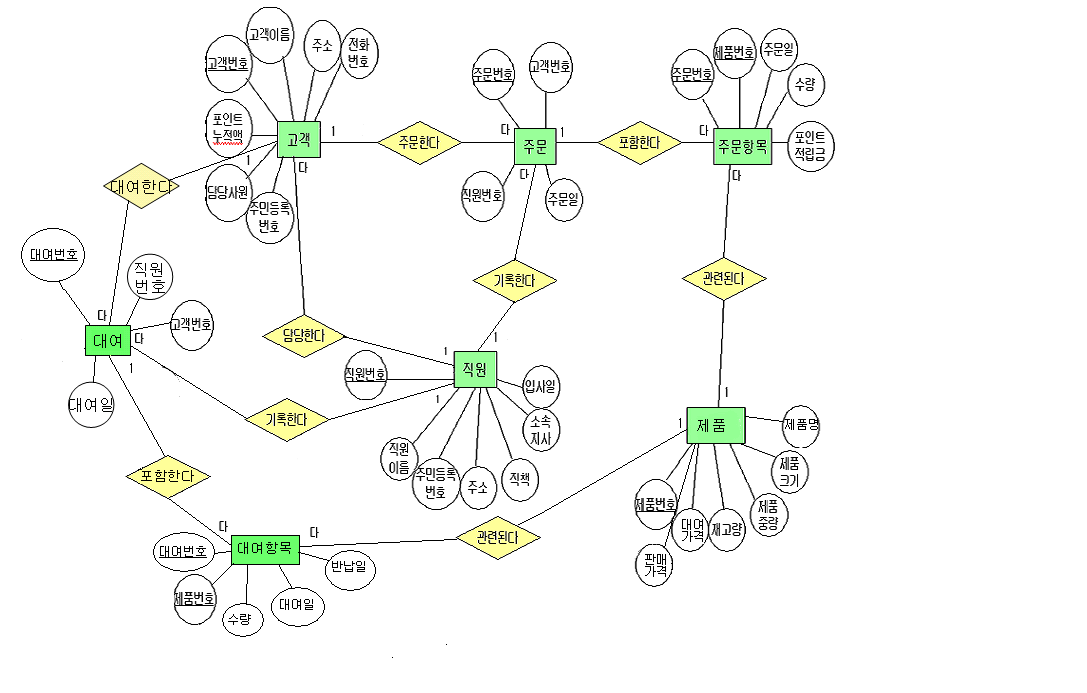 고객이름
주소
전화
번호
고객번호
포인트
누적액
고객
1
담당사원
1
주민등록
번호
다
대여한다
주문한다
다
주문번호
고객번호
주문
1
직원번호
다
주문일
포함한다
다
주문번호
제품번호
주문일
수량
주문항목
포인트
적립금
다
대여번호
직원
번호
고객번호
다
대여
다
1
대여일
담당한다
기록한다
관련된다
1
1
직원번호
직원
1
입사일
소속
지사
직원
이름
주민등록
번호
주소
직책
기록한다
1
1
제품
제품명
제품
크기
제품
중량
제품번호
대여
가격
재고량
판매
가격
포함한다
다
다
대여항목
관련된다
대여번호
제품번호
수량
대여일
반납일